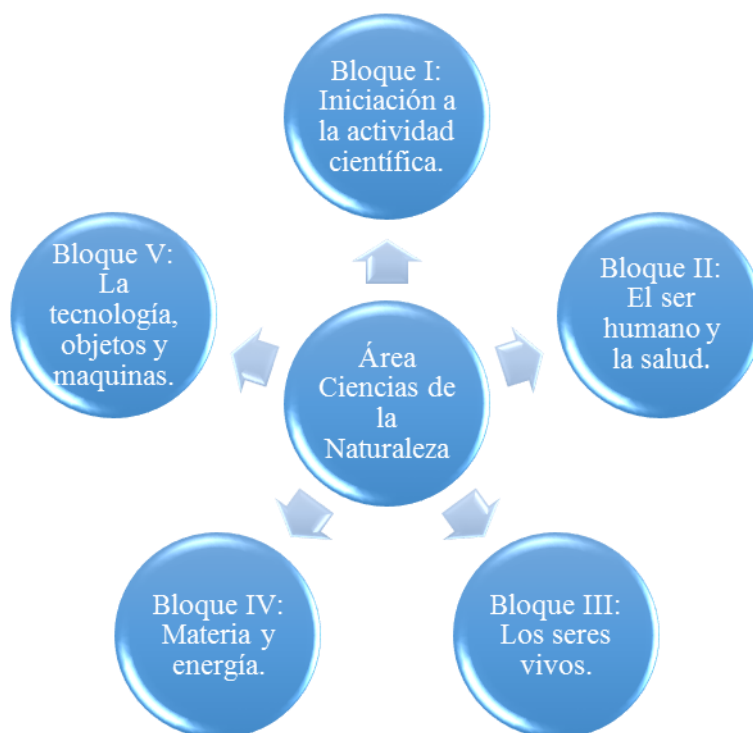 Bloque I:
Iniciación a
la actividad
científica.
Bloque II:
El ser
humano y
la salud.
Bloque III:
Los seres
vivos.
Bloque IV:
Materia y
energía.
Bloque V:
La
tecnología,
objetos y
maquinas.
Área
Ciencias de
la
Naturaleza